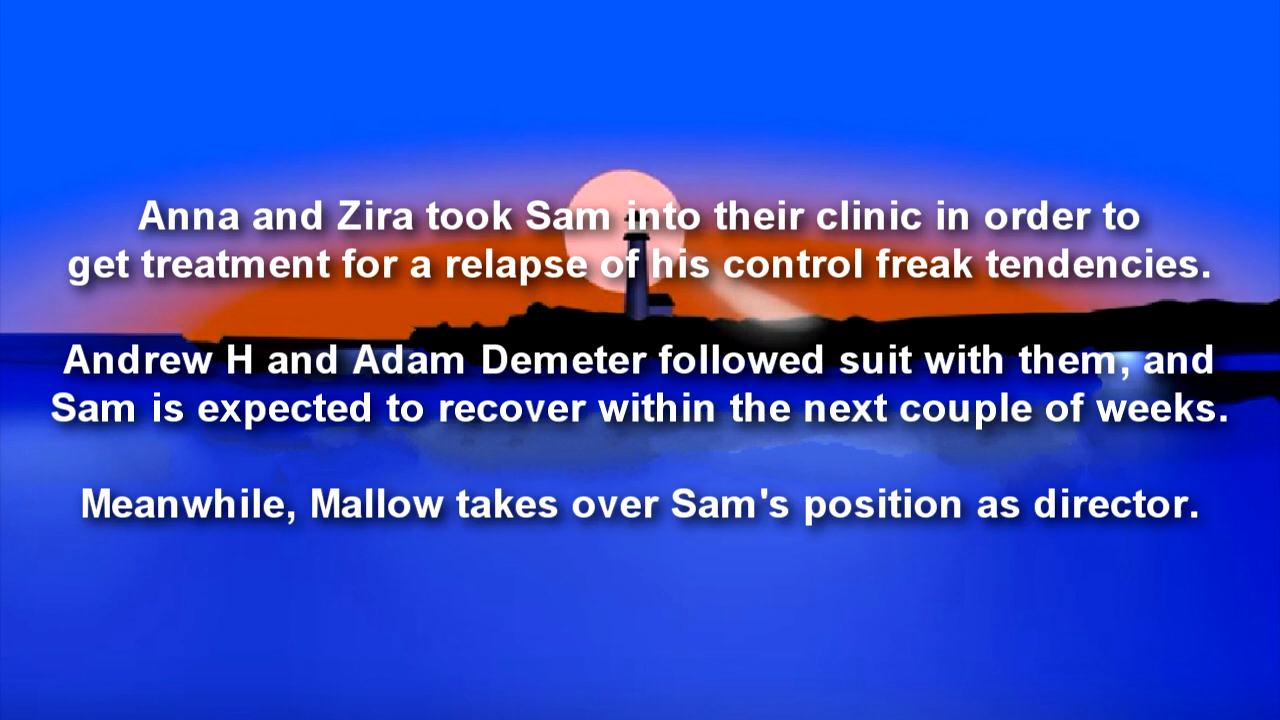 Anna and Zira took Sam into their clinic in order to
get treatment for a relapse of his control freak tendencies.
Andrew H and Adam Demeter followed suit with them, and
Sam is expected to recover within the next couple of weeks.
Meanwhile, Mallow takes over Sam's position as director.